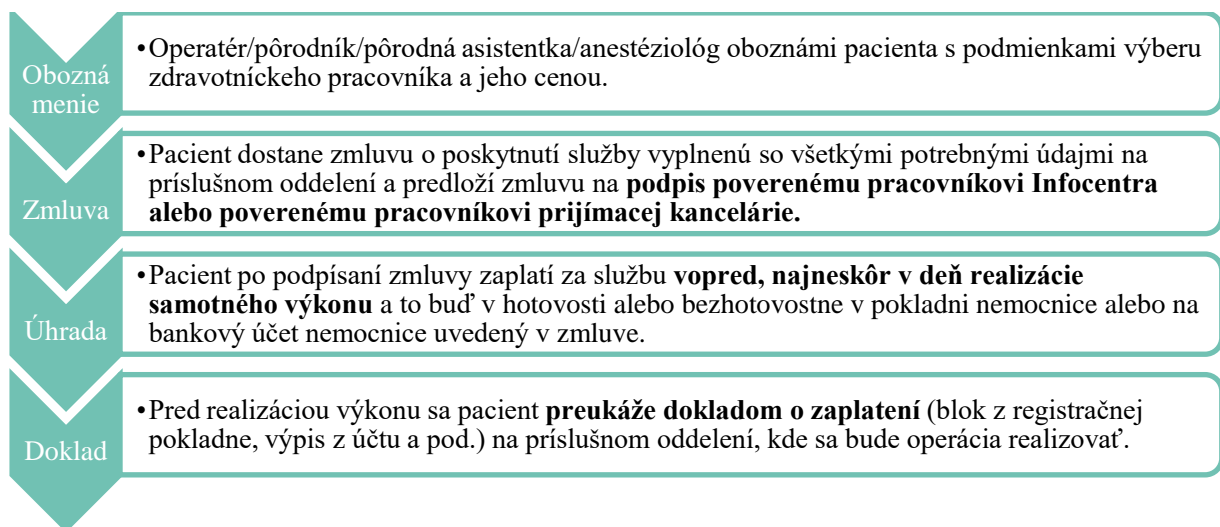 Obozná
menie
•Operatér/pôrodník/pôrodná asistentka/anestéziológ oboznámi pacienta s podmienkami výberu
zdravotníckeho pracovníka a jeho cenou.
Zmluva
•Pacient dostane zmluvu o poskytnutí služby vyplnenú so všetkými potrebnými údajmi na
príslušnom oddelení a predloží zmluvu na podpis poverenému pracovníkovi Infocentra
alebo poverenému pracovníkovi prijímacej kancelárie.
Úhrada
•Pacient po podpísaní zmluvy zaplatí za službu vopred, najneskôr v deň realizácie
samotného výkonu a to buď v hotovosti alebo bezhotovostne v pokladni nemocnice alebo na
bankový účet nemocnice uvedený v zmluve.
Doklad
•Pred realizáciou výkonu sa pacient preukáže dokladom o zaplatení (blok z registračnej
pokladne, výpis z účtu a pod.) na príslušnom oddelení, kde sa bude operácia realizovať.